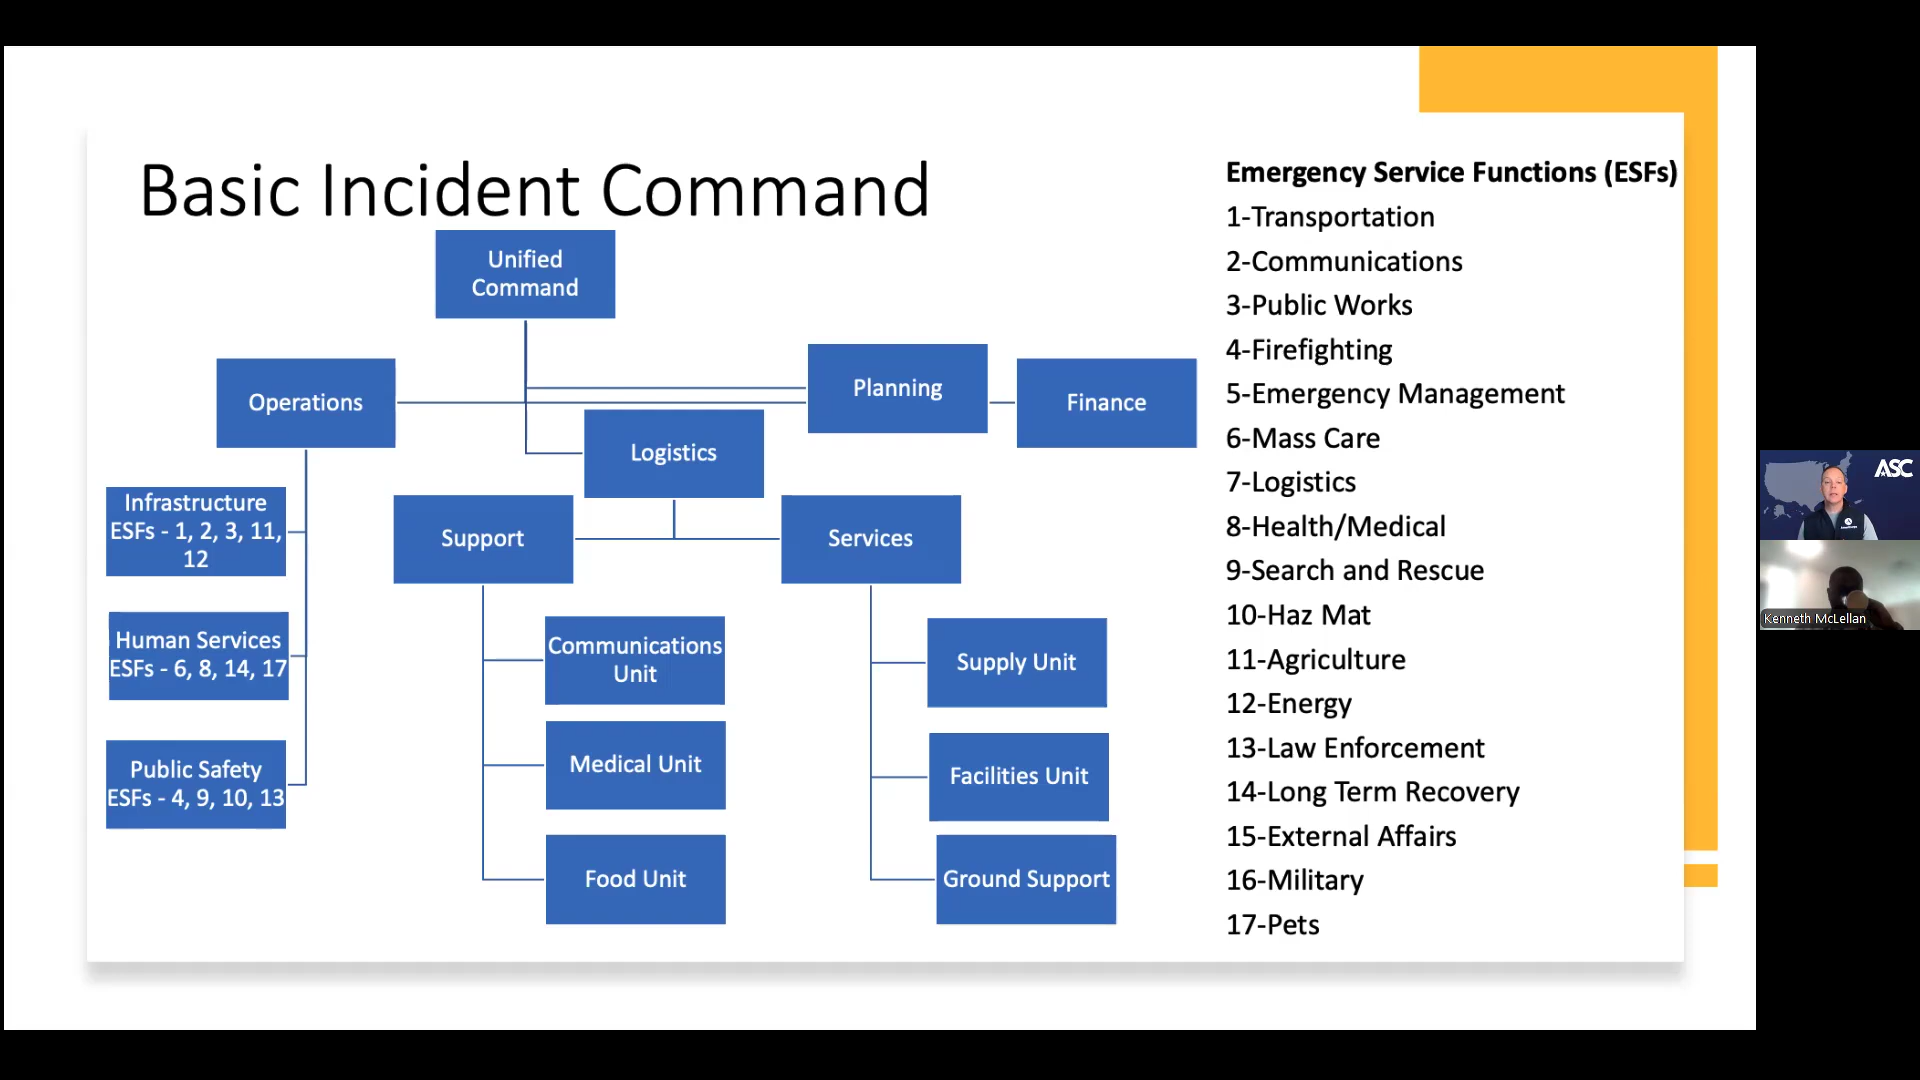 Basic Incident Command
Unified
Command
Operations
Planning
Finance
Logistics
Infrastructure
ESFs - 1, 2, 3, 11,
12
Human Services
ESFs - 6, 8, 14, 17
Public Safety
ESFs - 4, 9, 10, 13
Support
Services
Communications
Unit
Medical Unit
Food Unit
Supply Unit
Facilities Unit
Ground Support
Emergency Service Functions (ESFs)
1-Transportation
2-Communications
3-Public Works
4-Firefighting
5-Emergency Management
6-Mass Care
7-Logistics
8-Health/Medical
9-Search and Rescue
10-Haz Mat
11-Agriculture
12-Energy
13-Law Enforcement
14-Long Term Recovery
15-External Affairs
16-Military
17-Pets
ASC
Kenneth McLellan